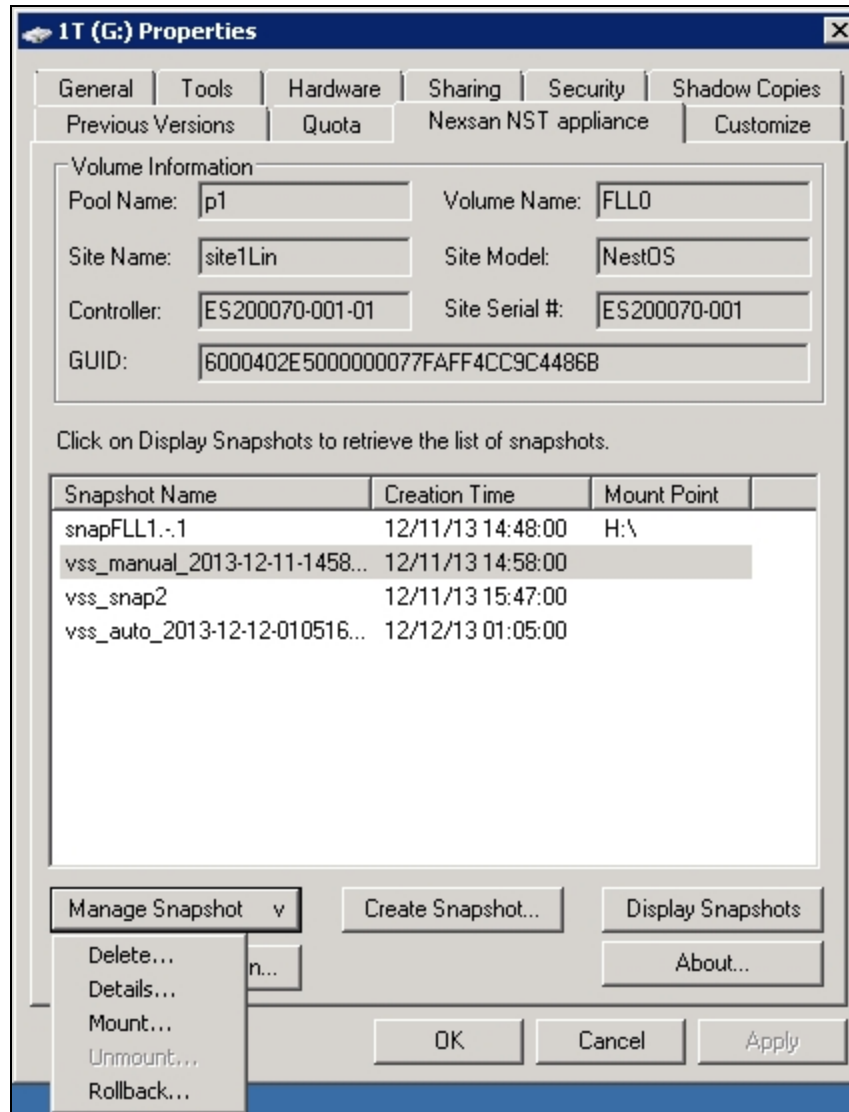 1T (G:) Properties
General Tools Hardware Sharing Security Shadow Copies
Previous Versions Quota Nexsan NST appliance Customize
Volume Information
Pool Name: p1 Volume Name: FLL0
Site Name: site1Lin Site Model: NestOS
Controller: ES200070-001-01 Site Serial #: ES200070-001
GUID: 6000402E5000000077FAFF4CC9C4486B
Click on Display Snapshots to retrieve the list of snapshots.
Snapshot Name Creation Time Mount Point
snapFLL1.-.1 12/11/13 14:48:00 H:\
vss_manual_2013-12-11-1458... 12/11/13 14:58:00
vss_snap2 12/11/13 15:47:00
vss_auto_2013-12-12-010516... 12/12/13 01:05:00
Manage Snapshot v Create Snapshot... Display Snapshots
n... About...
Delete...
Details...
Mount...
Unmount...
Rollback...
OK Cancel Apply